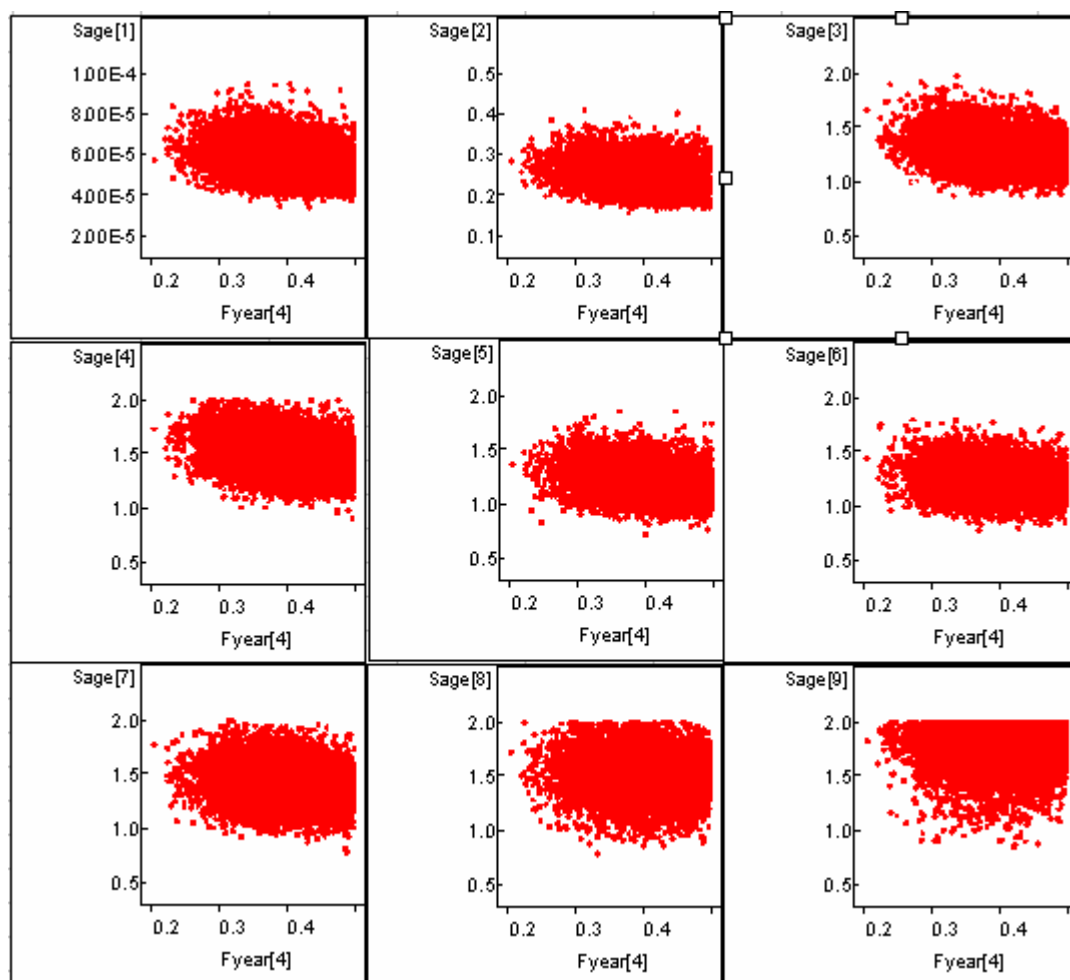 Sage[1]
1.00E-4
8.00E-5
6.00E-5
4.00E-5
2.00E-5
0.2 0.3 0.4
Fyear[4]
Sage[2]
0.5
0.4
0.3
0.2
0.1
0.2 0.3 0.4
Fyear[4]
Sage[3]
2.0
1.5
1.0
0.5
0.2 0.3 0.4
Fyear[4]
Sage[4]
2.0
1.5
1.0
0.5
0.2 0.3 0.4
Fyear[4]
Sage[5]
2.0
1.5
1.0
0.5
0.2 0.3 0.4
Fyear[4]
Sage[6]
2.0
1.5
1.0
0.5
0.2 0.3 0.4
Fyear[4]
Sage[7]
2.0
1.5
1.0
0.5
0.2 0.3 0.4
Fyear[4]
Sage[8]
2.0
1.5
1.0
0.5
0.2 0.3 0.4
Fyear[4]
Sage[9]
2.0
1.5
1.0
0.5
0.2 0.3 0.4
Fyear[4]